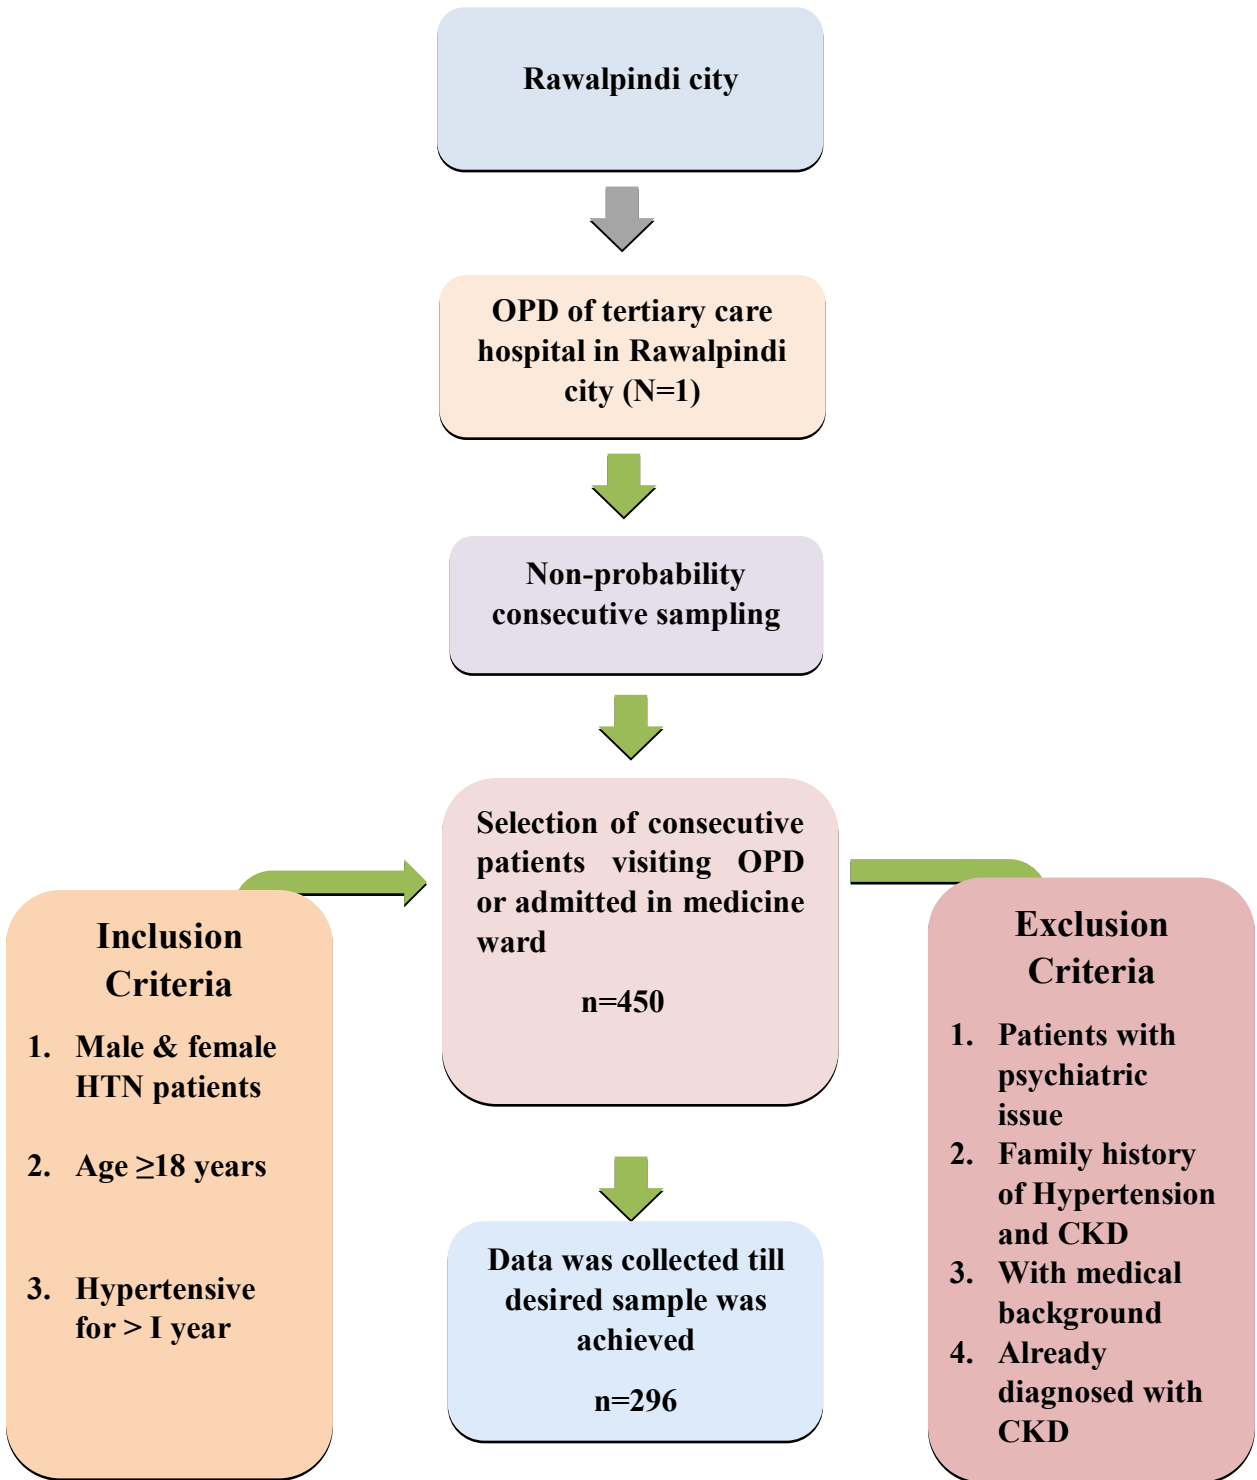 Rawalpindi city
OPD of tertiary care
hospital in Rawalpindi
city (N=1)
Non-probability
consecutive sampling
Selection of consecutive
patients visiting OPD
or admitted in medicine
ward
n=450
Inclusion
Criteria
1. Male & female
HTN patients
2. Age ≥18 years
3. Hypertensive
for > I year
Exclusion
Criteria
1. Patients with
psychiatric
issue
2. Family history
of Hypertension
and CKD
3. With medical
background
4. Already
diagnosed with
CKD
Data was collected till
desired sample was
achieved
n=296